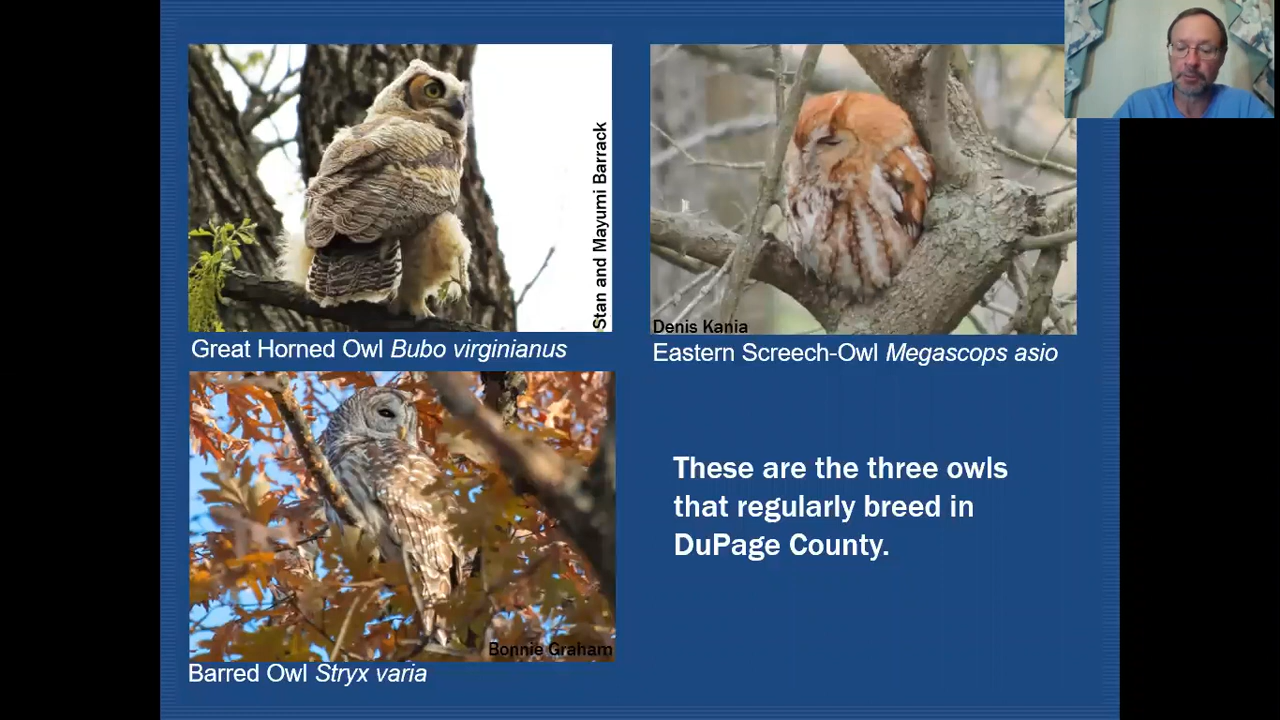 Stan and Mayumi Barrack
Great Horned Owl Bubo virginianus
Denis Kania
Eastern Screech-Owl Megascops asio
Bonnie Graham
Barred Owl Stryx varia
These are the three owls
that regularly breed in
DuPage County.